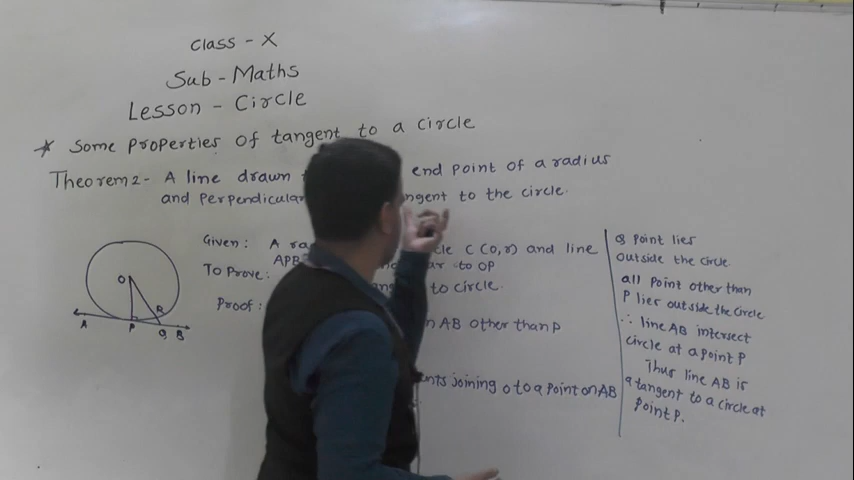 Class - X
Sub - Maths
Lesson - Circle
* Some properties of tangent to a circle
Theorem 2 - A line drawn end point of a radius
and perpendicular ngent to the circle.
Given: A ra cle C(O,r) and line
APB ar to OP
To Prove: to circle.
Proof:
AB other than P
nts joining O to a point on AB
O
R
A
P
Q
B
Q point lies
outside the circle
all point other than
P lies outside the circle
∴ line AB intersect
circle at a point P
Thus line AB is
a tangent to a circle at
point P.